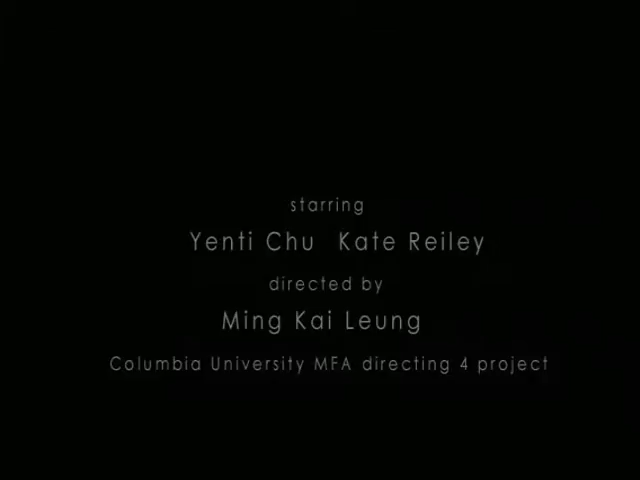 starring
Yenti Chu Kate Reiley
directed by
Ming Kai Leung
Columbia University MFA directing 4 project